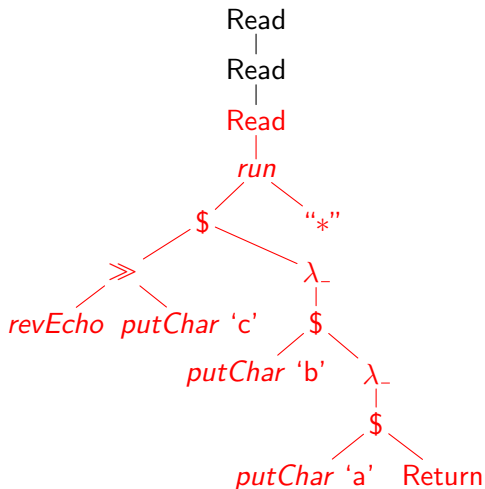 Read
Read
Read
run
$ “*”
≫ λ_
revEcho putChar ‘c’ $
putChar ‘b’ λ_
$
putChar ‘a’ Return